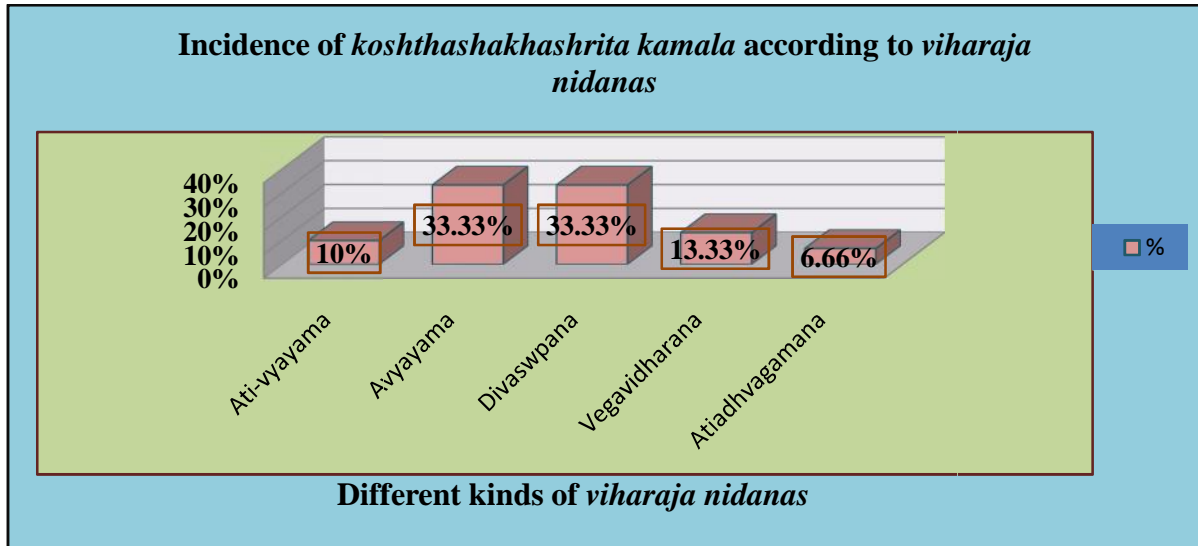 Incidence of koshthashakhashrita kamala according to viharaja
nidanas
40%
30%
20%
10%
0%
10%
33.33%
33.33%
13.33%
6.66%
Ati-vyayama
Avyayama
Divaswpana
Vegavidharana
Atiadhvagamana
%
Different kinds of viharaja nidanas